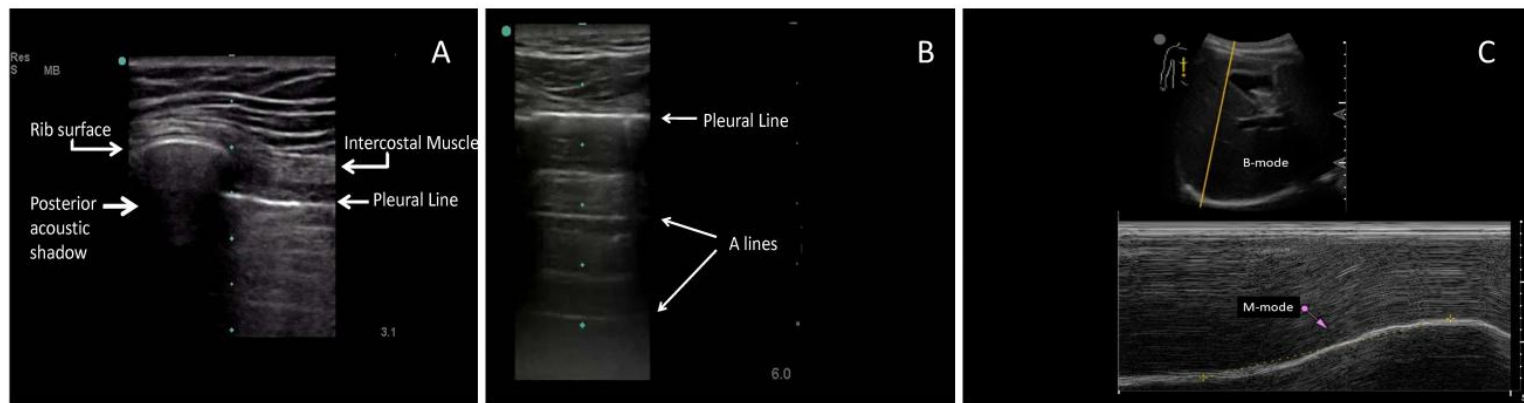 A
Res
S MB
Rib surface
Intercostal Muscle
Posterior
acoustic
shadow
Pleural Line
3.1
B
Pleural Line
A lines
6.0
C
B-mode
M-mode